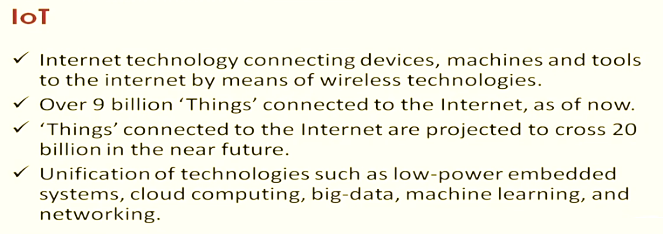 IoT
✓ Internet technology connecting devices, machines and tools
to the internet by means of wireless technologies.
✓ Over 9 billion ‘Things’ connected to the Internet, as of now.
✓ ‘Things’ connected to the Internet are projected to cross 20
billion in the near future.
✓ Unification of technologies such as low-power embedded
systems, cloud computing, big-data, machine learning, and
networking.